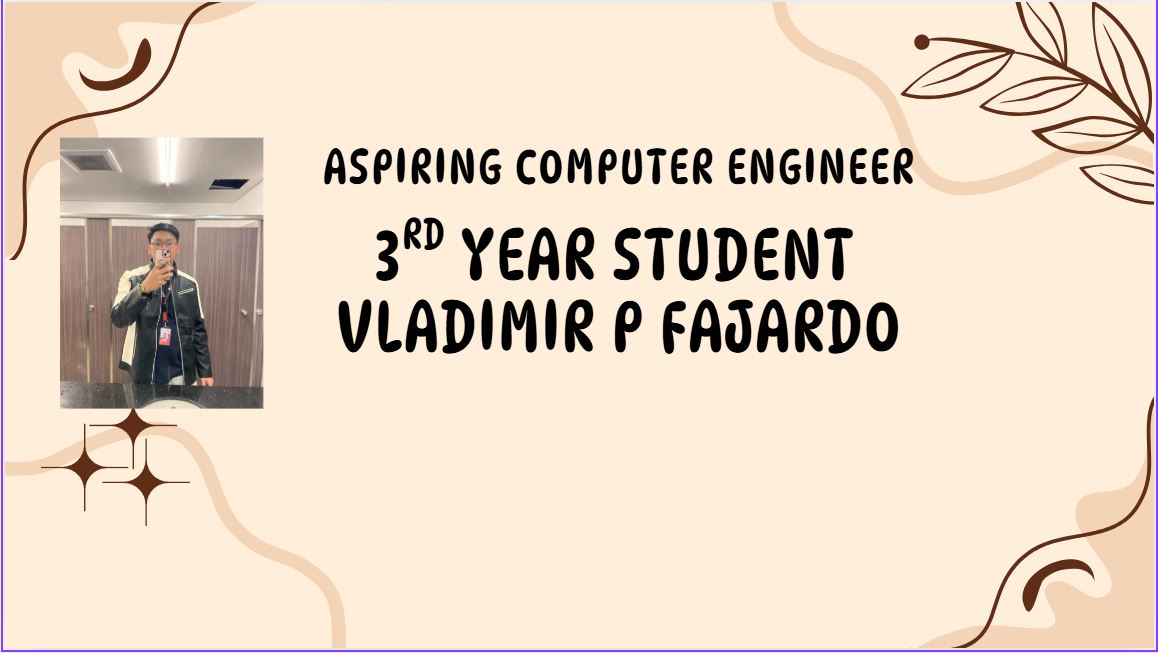 ASPIRING COMPUTER ENGINEER
3RD YEAR STUDENT
VLADIMIR P FAJARDO